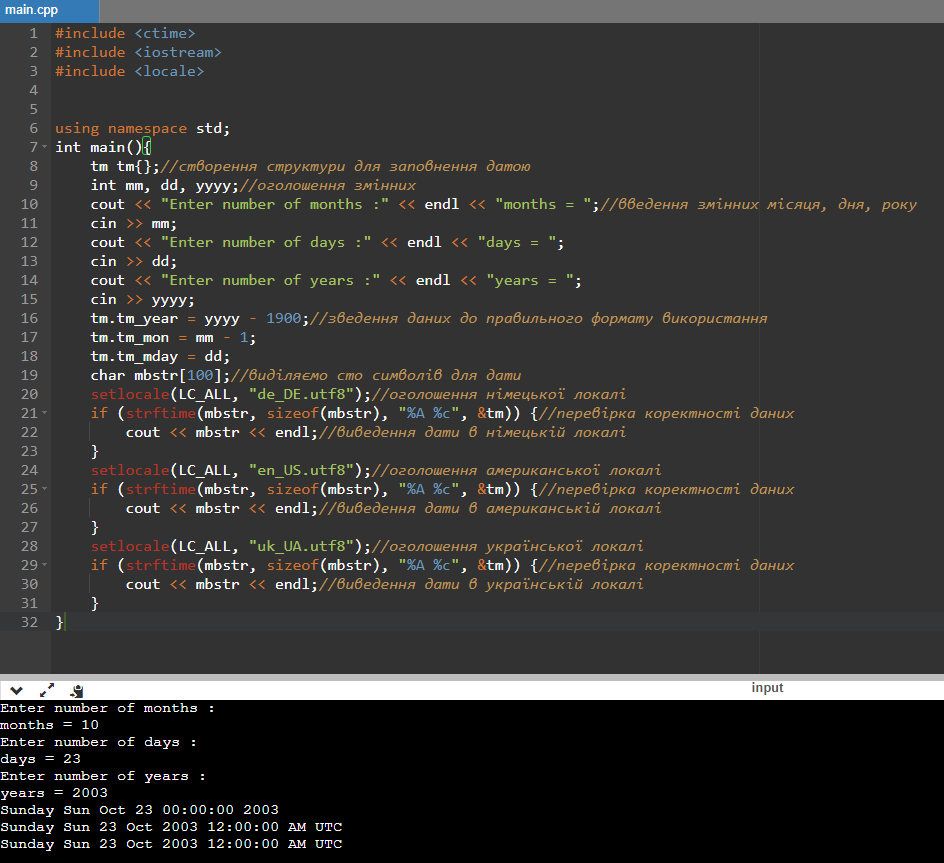 main.cpp
1 #include <ctime>
2 #include <iostream>
3 #include <locale>
4
5
6 using namespace std;
7 int main(){
8 tm tm{};//створення структури для заповнення датою
9 int mm, dd, yyyy;//оголошення змінних
10 cout << "Enter number of months :" << endl << "months = ";//введення змінних місяця, дня, року
11 cin >> mm;
12 cout << "Enter number of days :" << endl << "days = ";
13 cin >> dd;
14 cout << "Enter number of years :" << endl << "years = ";
15 cin >> yyyy;
16 tm.tm_year = yyyy - 1900;//зведення даних до правильного формату використання
17 tm.tm_mon = mm - 1;
18 tm.tm_mday = dd;
19 char mbstr[100];//виділяємо сто символів для дати
20 setlocale(LC_ALL, "de_DE.utf8");//оголошення німецької локалі
21 if (strftime(mbstr, sizeof(mbstr), "%A %c", &tm)) {//перевірка коректності даних
22 cout << mbstr << endl;//виведення дати в німецькій локалі
23 }
24 setlocale(LC_ALL, "en_US.utf8");//оголошення американської локалі
25 if (strftime(mbstr, sizeof(mbstr), "%A %c", &tm)) {//перевірка коректності даних
26 cout << mbstr << endl;//виведення дати в американській локалі
27 }
28 setlocale(LC_ALL, "uk_UA.utf8");//оголошення української локалі
29 if (strftime(mbstr, sizeof(mbstr), "%A %c", &tm)) {//перевірка коректності даних
30 cout << mbstr << endl;//виведення дати в українській локалі
31 }
32 }
input
Enter number of months :
months = 10
Enter number of days :
days = 23
Enter number of years :
years = 2003
Sunday Sun Oct 23 00:00:00 2003
Sunday Sun 23 Oct 2003 12:00:00 AM UTC
Sunday Sun 23 Oct 2003 12:00:00 AM UTC